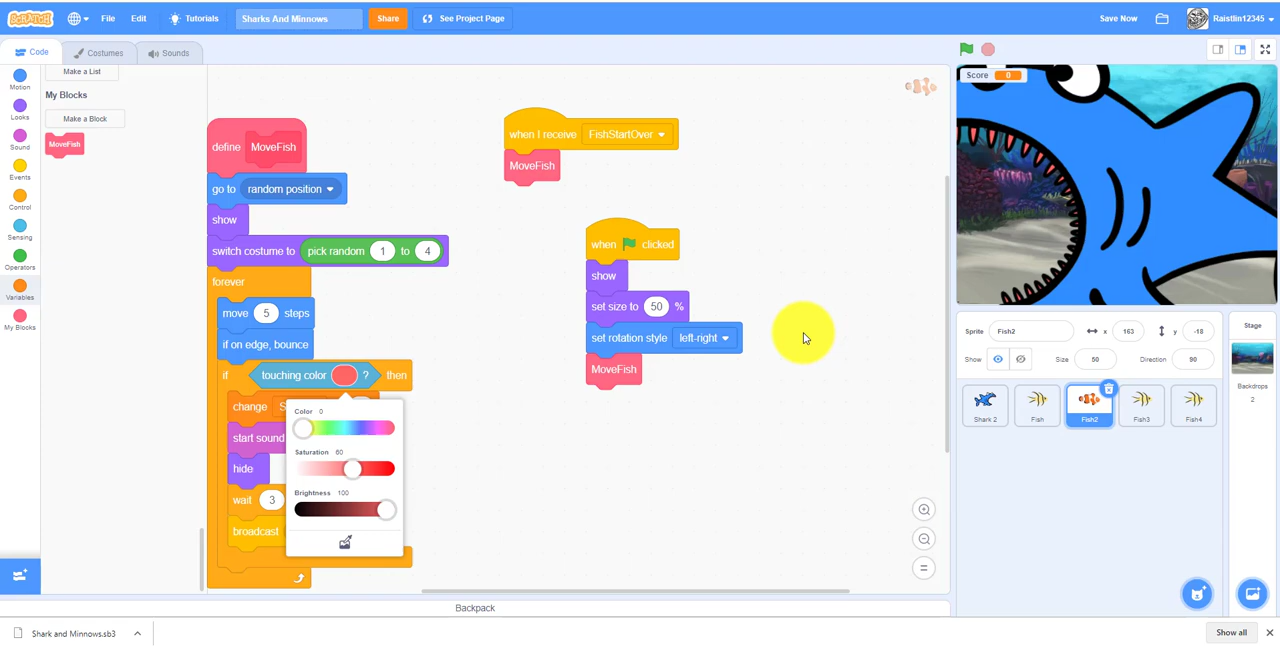 SCRATCH File Edit Tutorials Sharks And Minnows Share See Project Page Save Now Raistlin12345
Code Costumes Sounds
Motion
Looks
Sound
Events
Control
Sensing
Operators
Variables
My Blocks
Make a List
My Blocks
Make a Block
MoveFish
define MoveFish
go to random position
show
switch costume to pick random 1 to 4
forever
move 5 steps
if on edge, bounce
if touching color ? then
change S
start sound
hide
wait 3
broadcast
Color 0
Saturation 60
Brightness 100
when I receive FishStartOver
MoveFish
when clicked
show
set size to 50 %
set rotation style left-right
MoveFish
Score 0
Sprite Fish2 x 163 y -18
Show Size 50 Direction 90
Shark 2 Fish Fish2 Fish3 Fish4
Stage
Backdrops
2
Backpack
Shark and Minnows.sb3
Show all